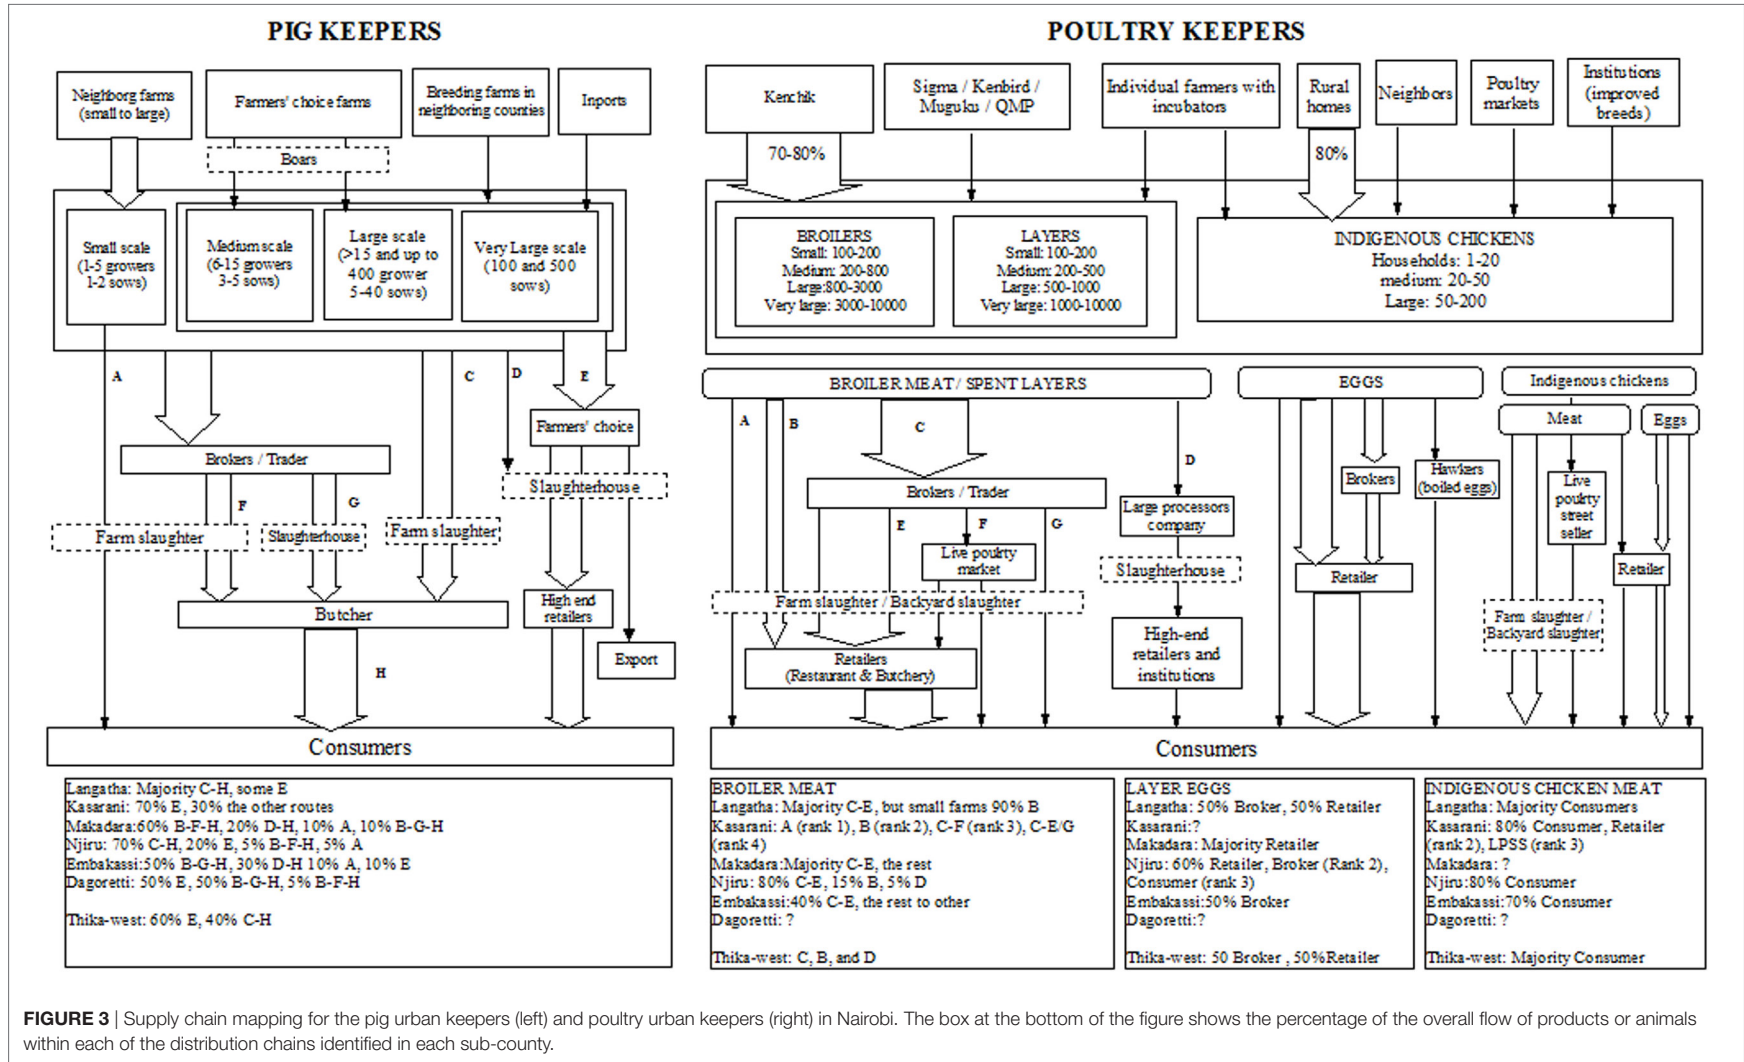 PIG KEEPERS
Neighborg farms
(small to large)
Farmers' choice farms
Breeding farms in
neighboring counties
Inports
Boars
Small scale
(1-5 growers
1-2 sows)
Medium scale
(6-15 growers
3-5 sows)
Large scale
(>15 and up to
400 grower
5-40 sows)
Very Large scale
(100 and 500
sows)
A
C
D
E
Farmers' choice
Brokers / Trader
Slaughterhouse
F
G
Farm slaughter
Slaughterhouse
Farm slaughter
Butcher
High end
retailers
Export
H
Consumers
Langatha: Majority C-H, some E
Kasarani: 70% E, 30% the other routes
Makadara:60% B-F-H, 20% D-H, 10% A, 10% B-G-H
Njiru: 70% C-H, 20% E, 5% B-F-H, 5% A
Embakassi:50% B-G-H, 30% D-H 10% A, 10% E
Dagoretti: 50% E, 50% B-G-H, 5% B-F-H
Thika-west: 60% E, 40% C-H
POULTRY KEEPERS
Kenchik
Sigma / Kenbird /
Muguku / QMP
Individual farmers with
incubators
Rural
homes
Neighbors
Poultry
markets
Institutions
(improved
breeds)
70-80%
80%
BROILERS
Small: 100-200
Medium: 200-800
Large:800-3000
Very large: 3000-10000
LAYERS
Small: 100-200
Medium: 200-500
Large: 500-1000
Very large: 1000-10000
INDIGENOUS CHICKENS
Households: 1-20
medium: 20-50
Large: 50-200
BROILER MEAT / SPENT LAYERS
EGGS
Indigenous chickens
Meat
Eggs
A
B
C
D
Brokers / Trader
Large processors
company
Brokers
Hawkers
(boiled eggs)
Live
poultry
street
seller
E
F
G
Live poultry
market
Slaughterhouse
Retailer
Retailer
Farm slaughter / Backyard slaughter
Farm slaughter /
Backyard slaughter
Retailers
(Restaurant & Butchery)
High-end
retailers and
institutions
Consumers
BROILER MEAT
Langatha: Majority C-E, but small farms 90% B
Kasarani: A (rank 1), B (rank 2), C-F (rank 3), C-E/G
(rank 4)
Makadara:Majority C-E, the rest
Njiru: 80% C-E, 15% B, 5% D
Embakassi:40% C-E, the rest to other
Dagoretti: ?
Thika-west: C, B, and D
LAYER EGGS
Langatha: 50% Broker, 50% Retailer
Kasarani:?
Makadara: Majority Retailer
Njiru: 60% Retailer, Broker (Rank 2),
Consumer (rank 3)
Embakassi:50% Broker
Dagoretti:?
Thika-west: 50 Broker , 50%Retailer
INDIGENOUS CHICKEN MEAT
Langatha: Majority Consumers
Kasarani: 80% Consumer, Retailer
(rank 2), LPSS (rank 3)
Makadara: ?
Njiru:80% Consumer
Embakassi:70% Consumer
Dagoretti: ?
Thika-west: Majority Consumer
FIGURE 3 | Supply chain mapping for the pig urban keepers (left) and poultry urban keepers (right) in Nairobi. The box at the bottom of the figure shows the percentage of the overall flow of products or animals
within each of the distribution chains identified in each sub-county.